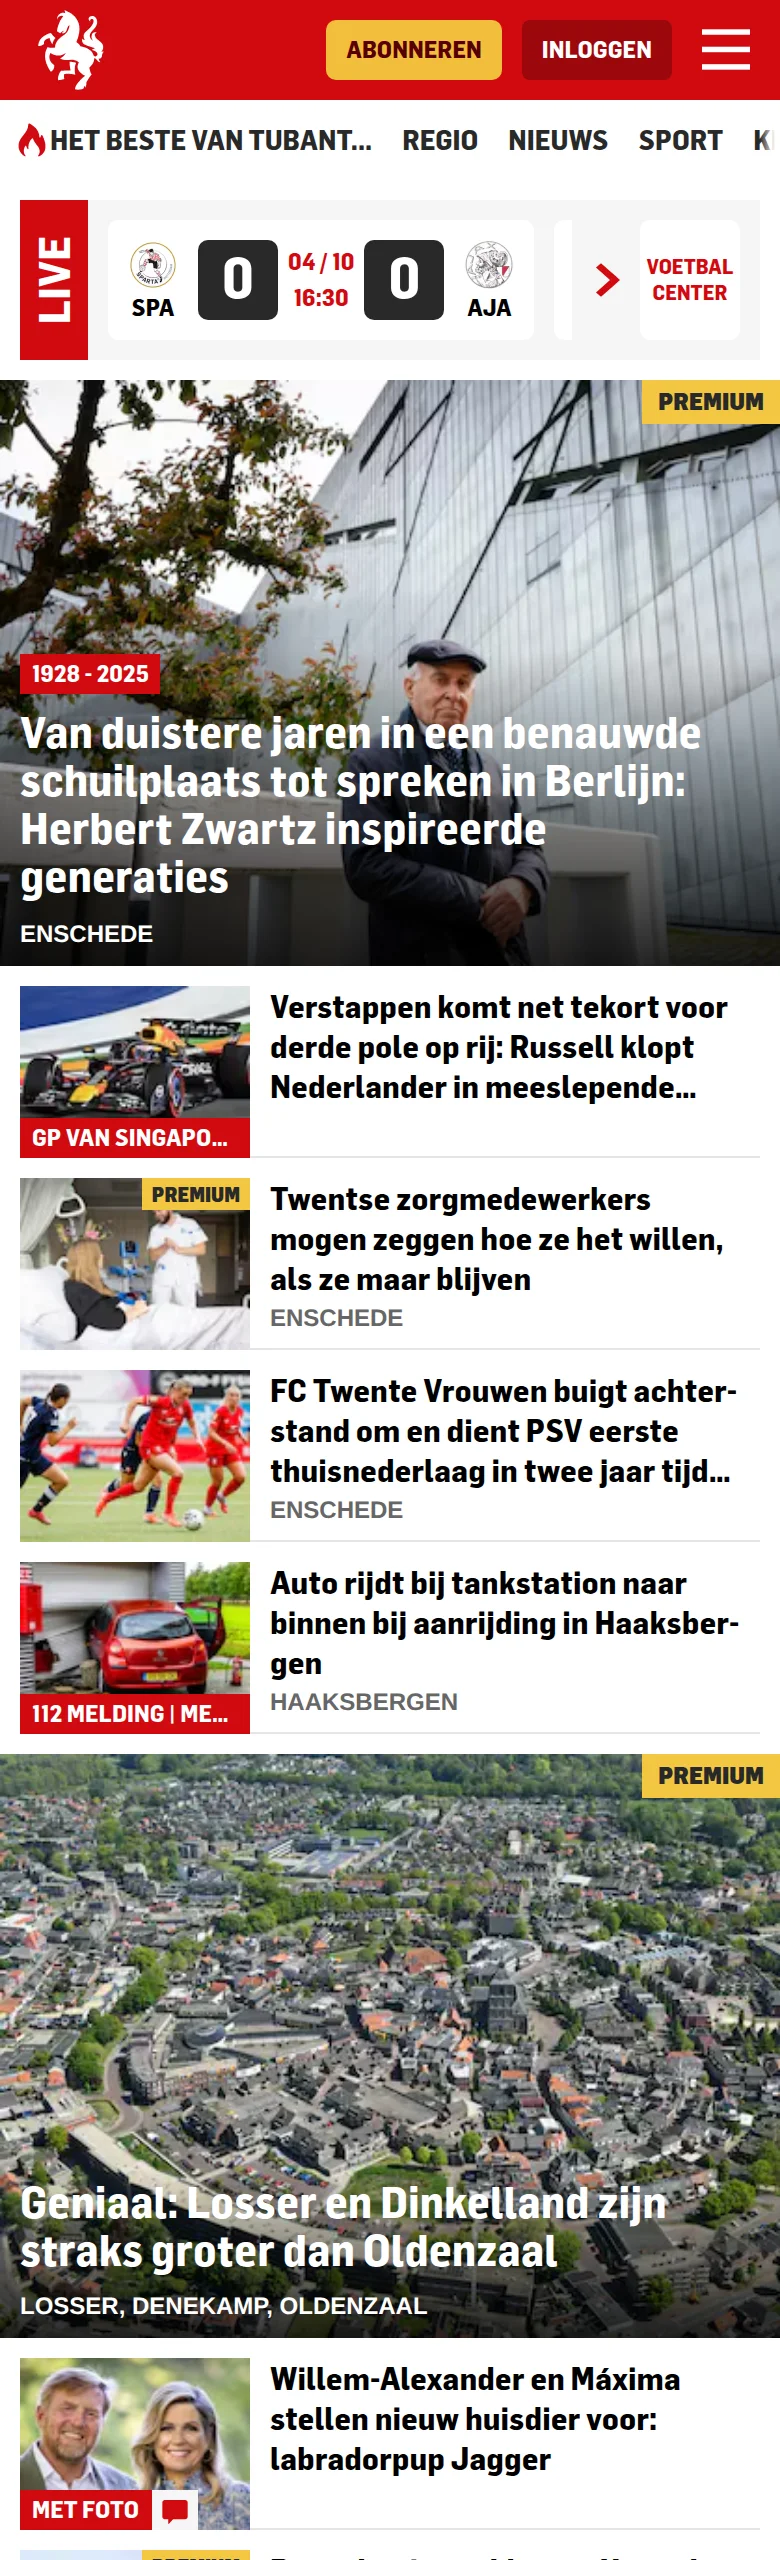 ABONNEREN
INLOGGEN
HET BESTE VAN TUBANT...
REGIO
NIEUWS
SPORT
LIVE
SPA
0
04 / 10
16:30
0
AJA
VOETBAL
CENTER
PREMIUM
1928 - 2025
Van duistere jaren in een benauwde
schuilplaats tot spreken in Berlijn:
Herbert Zwartz inspireerde
generaties
ENSCHEDE
Verstappen komt net tekort voor
derde pole op rij: Russell klopt
Nederlander in meeslepende...
GP VAN SINGAPO...
PREMIUM
Twentse zorgmedewerkers
mogen zeggen hoe ze het willen,
als ze maar blijven
ENSCHEDE
FC Twente Vrouwen buigt achter-
stand om en dient PSV eerste
thuisnederlaag in twee jaar tijd...
ENSCHEDE
Auto rijdt bij tankstation naar
binnen bij aanrijding in Haaksber-
gen
HAAKSBERGEN
112 MELDING | ME...
PREMIUM
Geniaal: Losser en Dinkelland zijn
straks groter dan Oldenzaal
LOSSER, DENEKAMP, OLDENZAAL
Willem-Alexander en Máxima
stellen nieuw huisdier voor:
labradorpup Jagger
MET FOTO